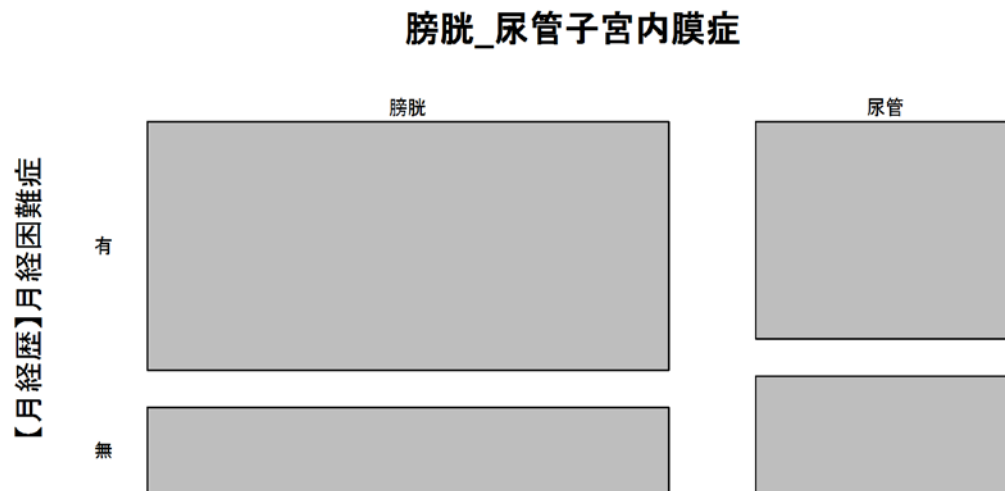 膀胱_尿管子宮内膜症
膀胱
尿管
【月経歴】月経困難症
有
無